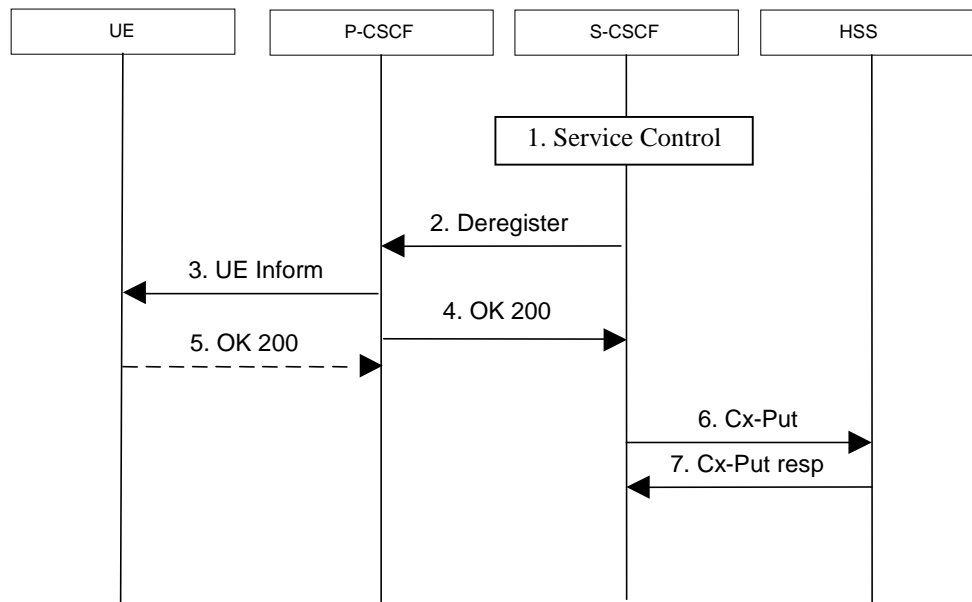 UE
P-CSCF
S-CSCF
HSS
1. Service Control
2. Deregister
3. UE Inform
4. OK 200
5. OK 200
6. Cx-Put
7. Cx-Put resp